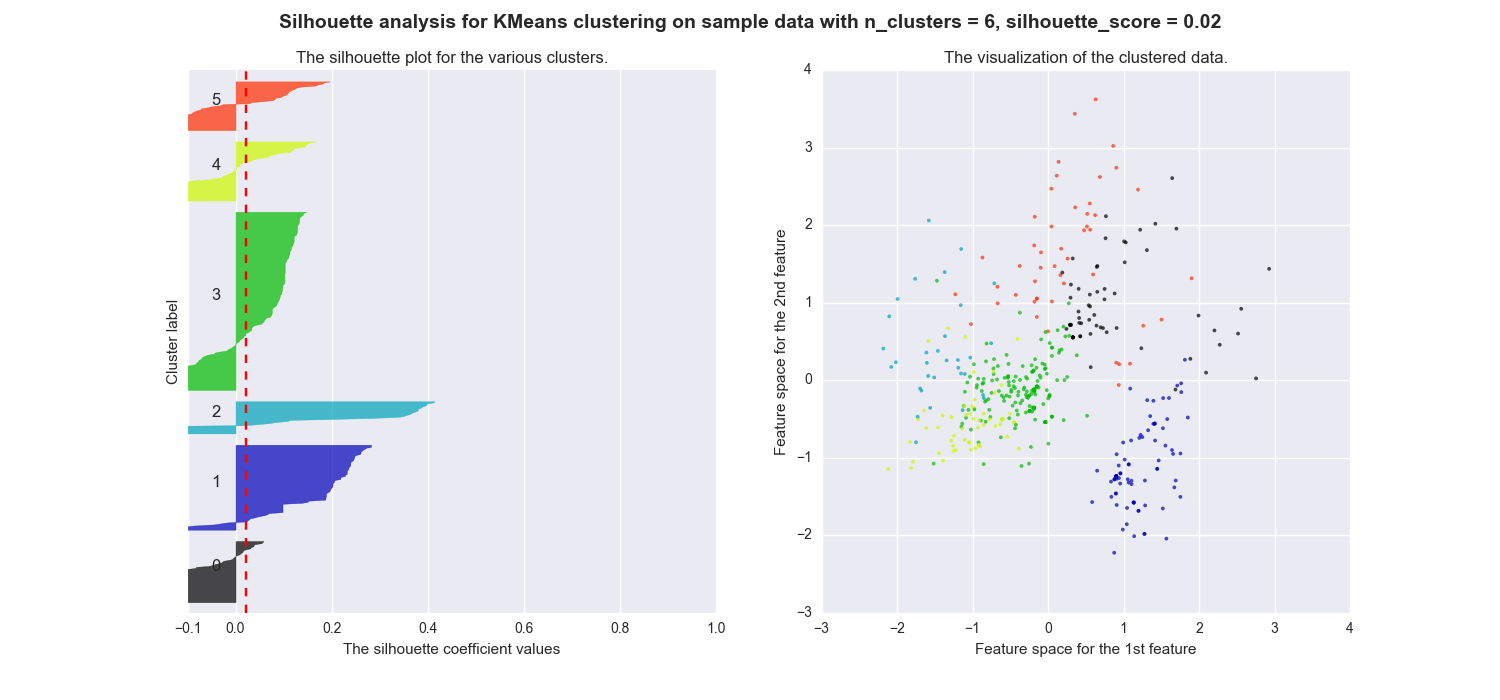 Silhouette analysis for KMeans clustering on sample data with n_clusters = 6, silhouette_score = 0.02
The silhouette plot for the various clusters.
5
4
3
2
1
0
Cluster label
−0.1 0.0 0.2 0.4 0.6 0.8 1.0
The silhouette coefficient values
The visualization of the clustered data.
4
3
2
1
0
−1
−2
−3
Feature space for the 2nd feature
−3 −2 −1 0 1 2 3 4
Feature space for the 1st feature